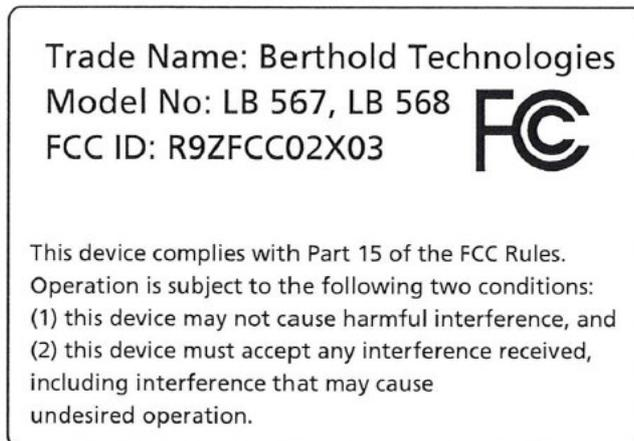 Trade Name: Berthold Technologies
Model No: LB 567, LB 568
FCC ID: R9ZFCC02X03
FCC
This device complies with Part 15 of the FCC Rules.
Operation is subject to the following two conditions:
(1) this device may not cause harmful interference, and
(2) this device must accept any interference received,
including interference that may cause
undesired operation.